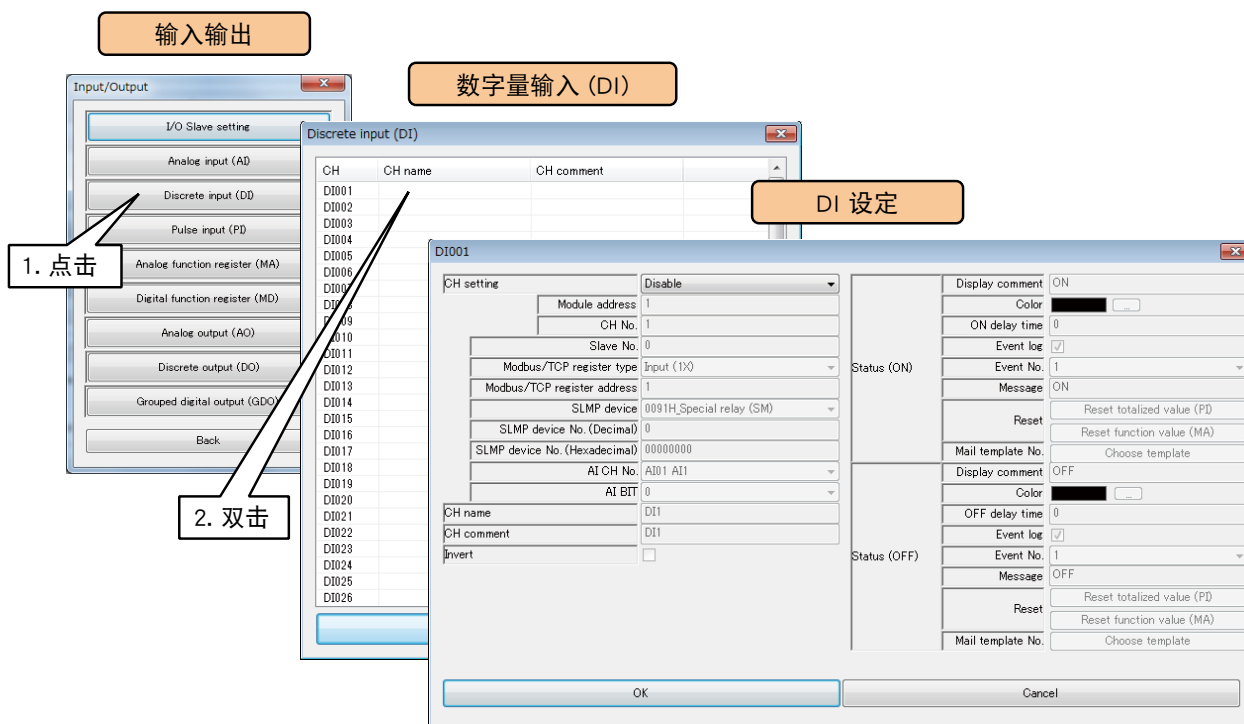 输入输出
Input/Output
I/O Slave setting
Analog input (AI)
Discrete input (DI)
Pulse input (PI)
Analog function register (MA)
Digital function register (MD)
Analog output (AO)
Discrete output (DO)
Grouped digital output (GDO)
Back
1. 点击
数字量输入 (DI)
Discrete input (DI)
CH CH name CH comment
DI001
DI002
DI003
DI004
DI005
DI006
DI010
DI011
DI012
DI013
DI014
DI015
DI016
DI017
DI018
DI019
DI020
DI021
DI022
DI023
DI024
DI025
DI026
2. 双击
DI 设定
DI001
CH setting Disable
Module address 1
CH No. 1
Slave No. 0
Modbus/TCP register type Input (1X)
Modbus/TCP register address 1
SLMP device 0091H_Special relay (SM)
SLMP device No. (Decimal) 0
SLMP device No. (Hexadecimal) 00000000
AI CH No. AI01 AI1
AI BIT 0
CH name DI1
CH comment DI1
Invert
Status (ON)
Display comment ON
Color ...
ON delay time 0
Event log
Event No. 1
Message ON
Reset
Reset totalized value (PI)
Reset function value (MA)
Mail template No. Choose template
Status (OFF)
Display comment OFF
Color ...
OFF delay time 0
Event log
Event No. 1
Message OFF
Reset
Reset totalized value (PI)
Reset function value (MA)
Mail template No. Choose template
OK
Cancel